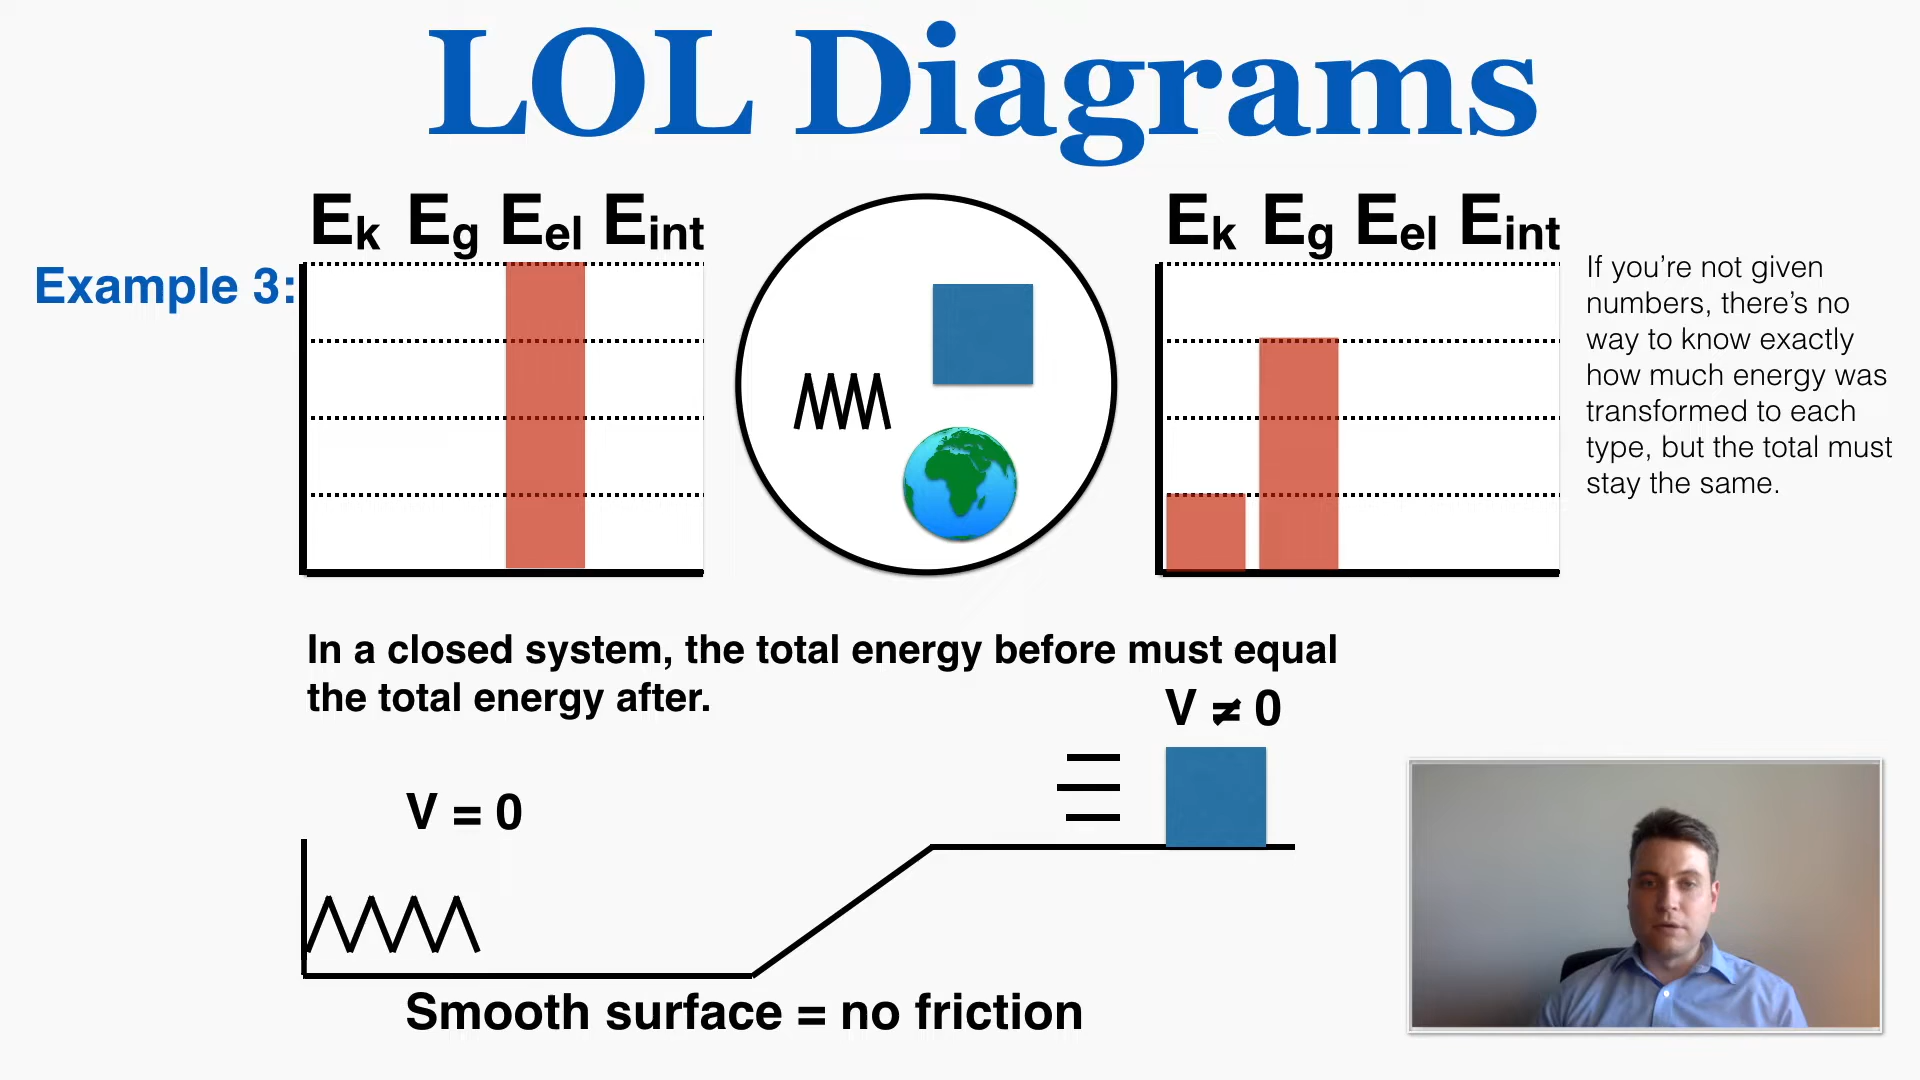 LOL Diagrams
Ek Eg Eel Eint
Ek Eg Eel Eint
Example 3:
If you’re not given
numbers, there’s no
way to know exactly
how much energy was
transformed to each
type, but the total must
stay the same.
In a closed system, the total energy before must equal
the total energy after.
V ≠ 0
V = 0
Smooth surface = no friction